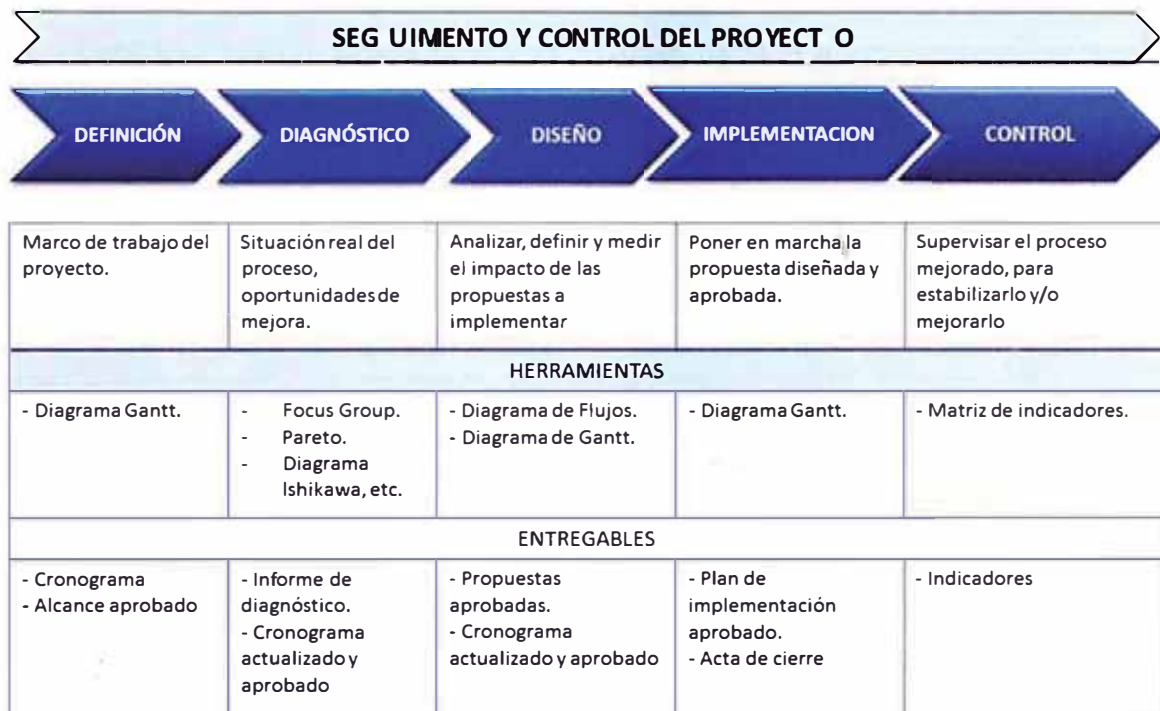 SEG UIMIENTO Y CONTROL DEL PROYECT O
DEFINICIÓN
DIAGNÓSTICO
DISEÑO
IMPLEMENTACION
CONTROL
Marco de trabajo del
proyecto.
Situación real del
proceso,
oportunidades de
mejora.
Analizar, definir y medir
el impacto de las
propuestas a
implementar
Poner en marcha la
propuesta diseñada y
aprobada.
Supervisar el proceso
mejorado, para
estabilizarlo y/o
mejorarlo
HERRAMIENTAS
- Diagrama Gantt.
- Focus Group.
- Pareto.
- Diagrama
Ishikawa, etc.
- Diagrama de Flujos.
- Diagrama de Gantt.
- Diagrama Gantt.
- Matriz de indicadores.
ENTREGABLES
- Cronograma
- Alcance aprobado
- Informe de
diagnóstico.
- Cronograma
actualizado y
aprobado
- Propuestas
aprobadas.
- Cronograma
actualizado y aprobado
- Plan de
implementación
aprobado.
- Acta de cierre
- Indicadores